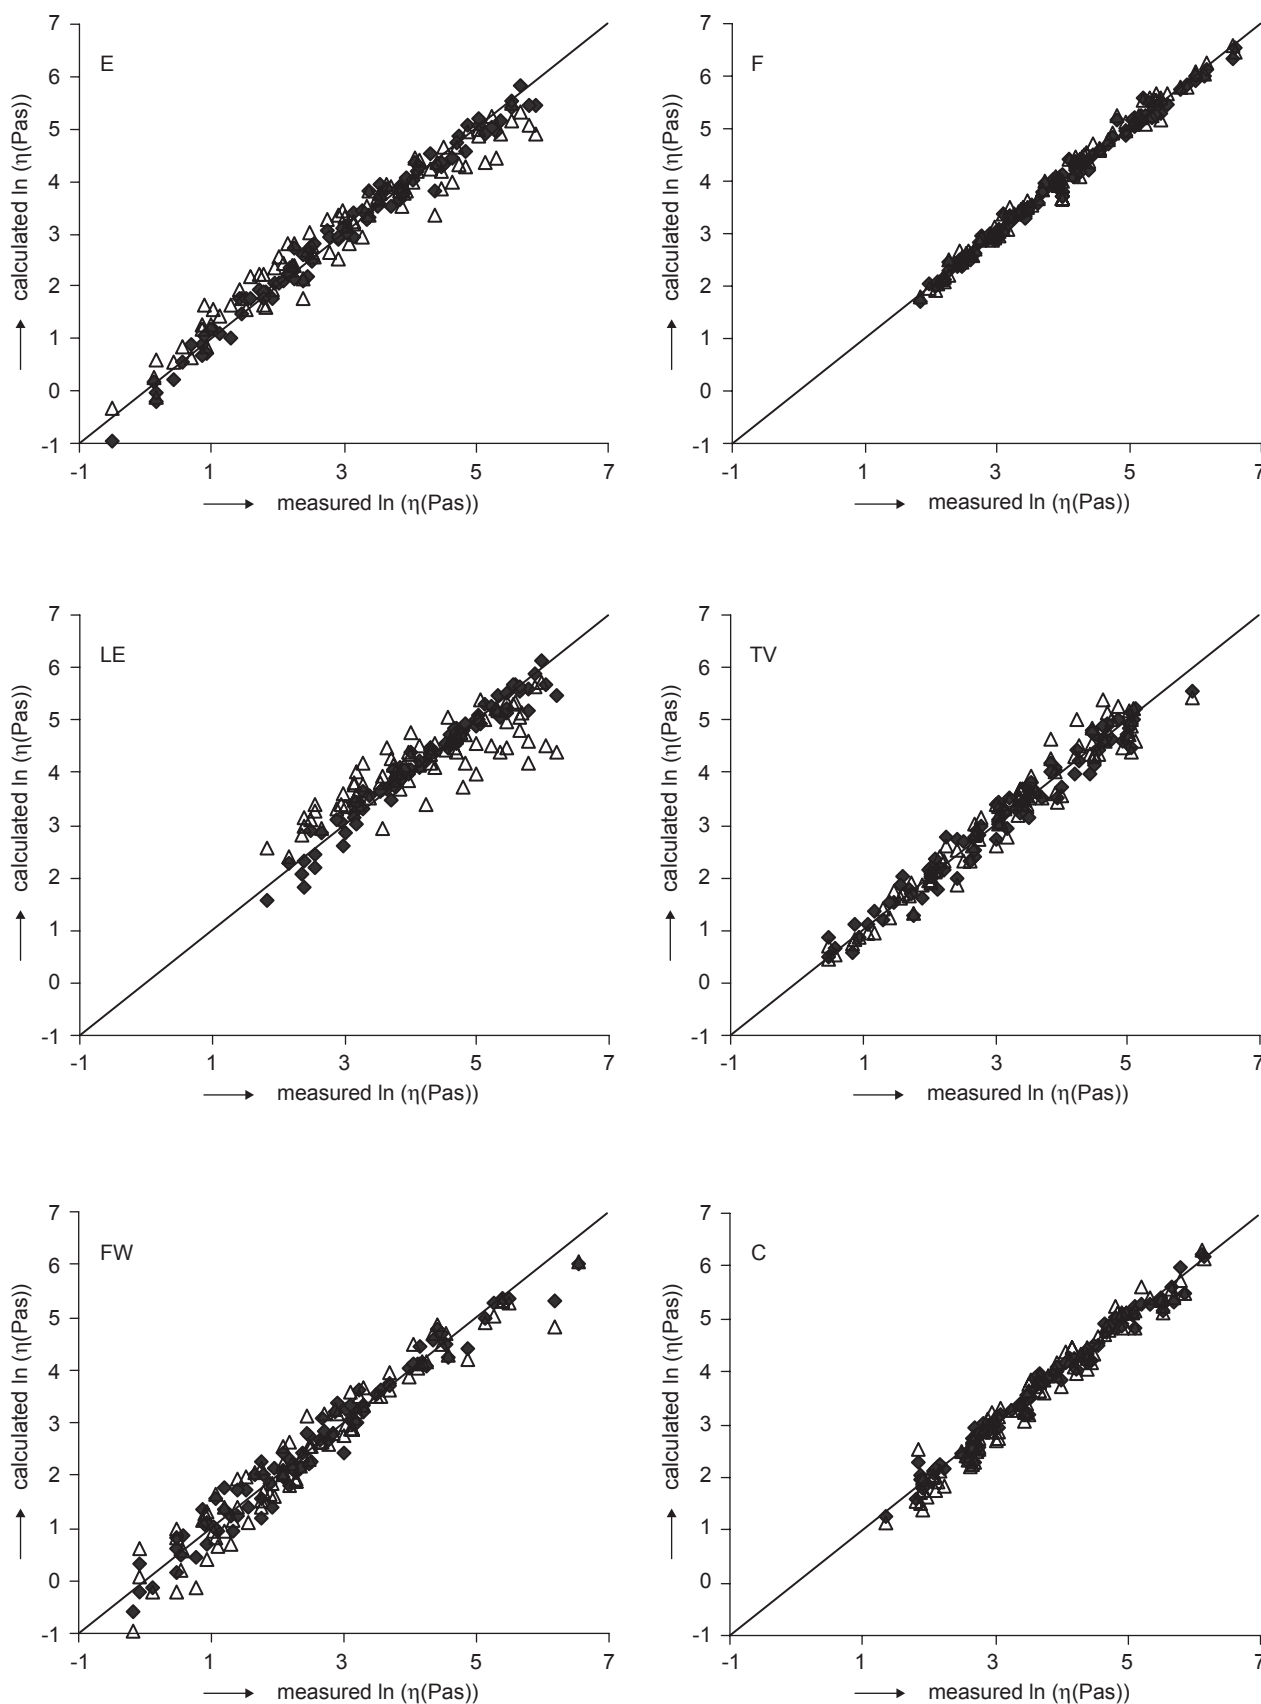 E
7
6
5
4
3
2
1
0
-1
-1 1 3 5 7
calculated ln (η(Pas))
measured ln (η(Pas))
F
7
6
5
4
3
2
1
0
-1
-1 1 3 5 7
calculated ln (η(Pas))
measured ln (η(Pas))
LE
7
6
5
4
3
2
1
0
-1
-1 1 3 5 7
calculated ln (η(Pas))
measured ln (η(Pas))
TV
7
6
5
4
3
2
1
0
-1
-1 1 3 5 7
calculated ln (η(Pas))
measured ln (η(Pas))
FW
7
6
5
4
3
2
1
0
-1
-1 1 3 5 7
calculated ln (η(Pas))
measured ln (η(Pas))
C
7
6
5
4
3
2
1
0
-1
-1 1 3 5 7
calculated ln (η(Pas))
measured ln (η(Pas))